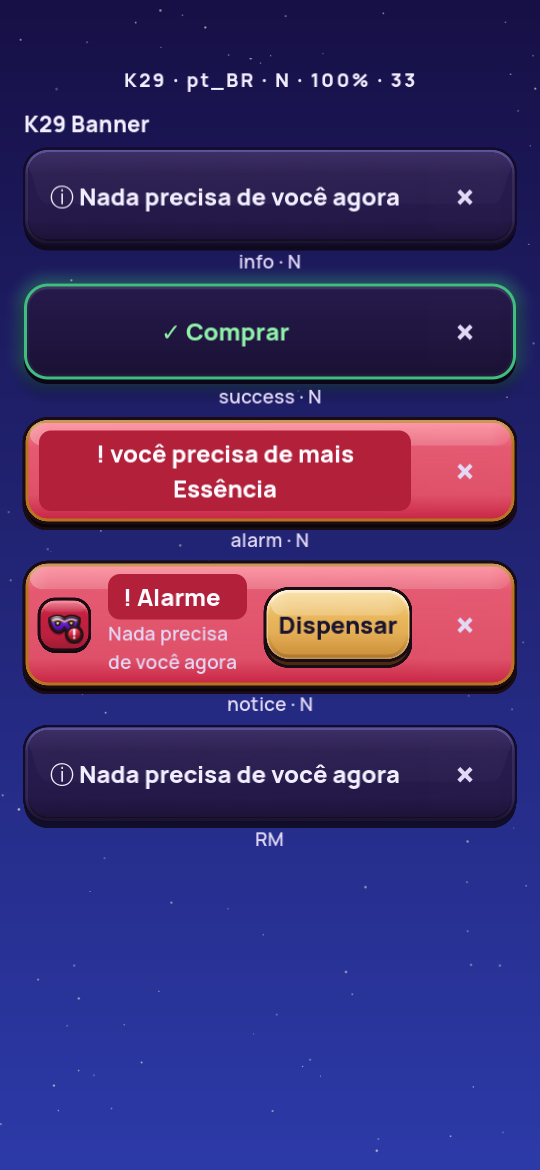 K29 · pt_BR · N · 100% · 33
K29 Banner
ⓘ Nada precisa de você agora ×
info · N
✓ Comprar ×
success · N
! você precisa de mais
Essência ×
alarm · N
! Alarme
Nada precisa
de você agora
Dispensar ×
notice · N
ⓘ Nada precisa de você agora ×
RM